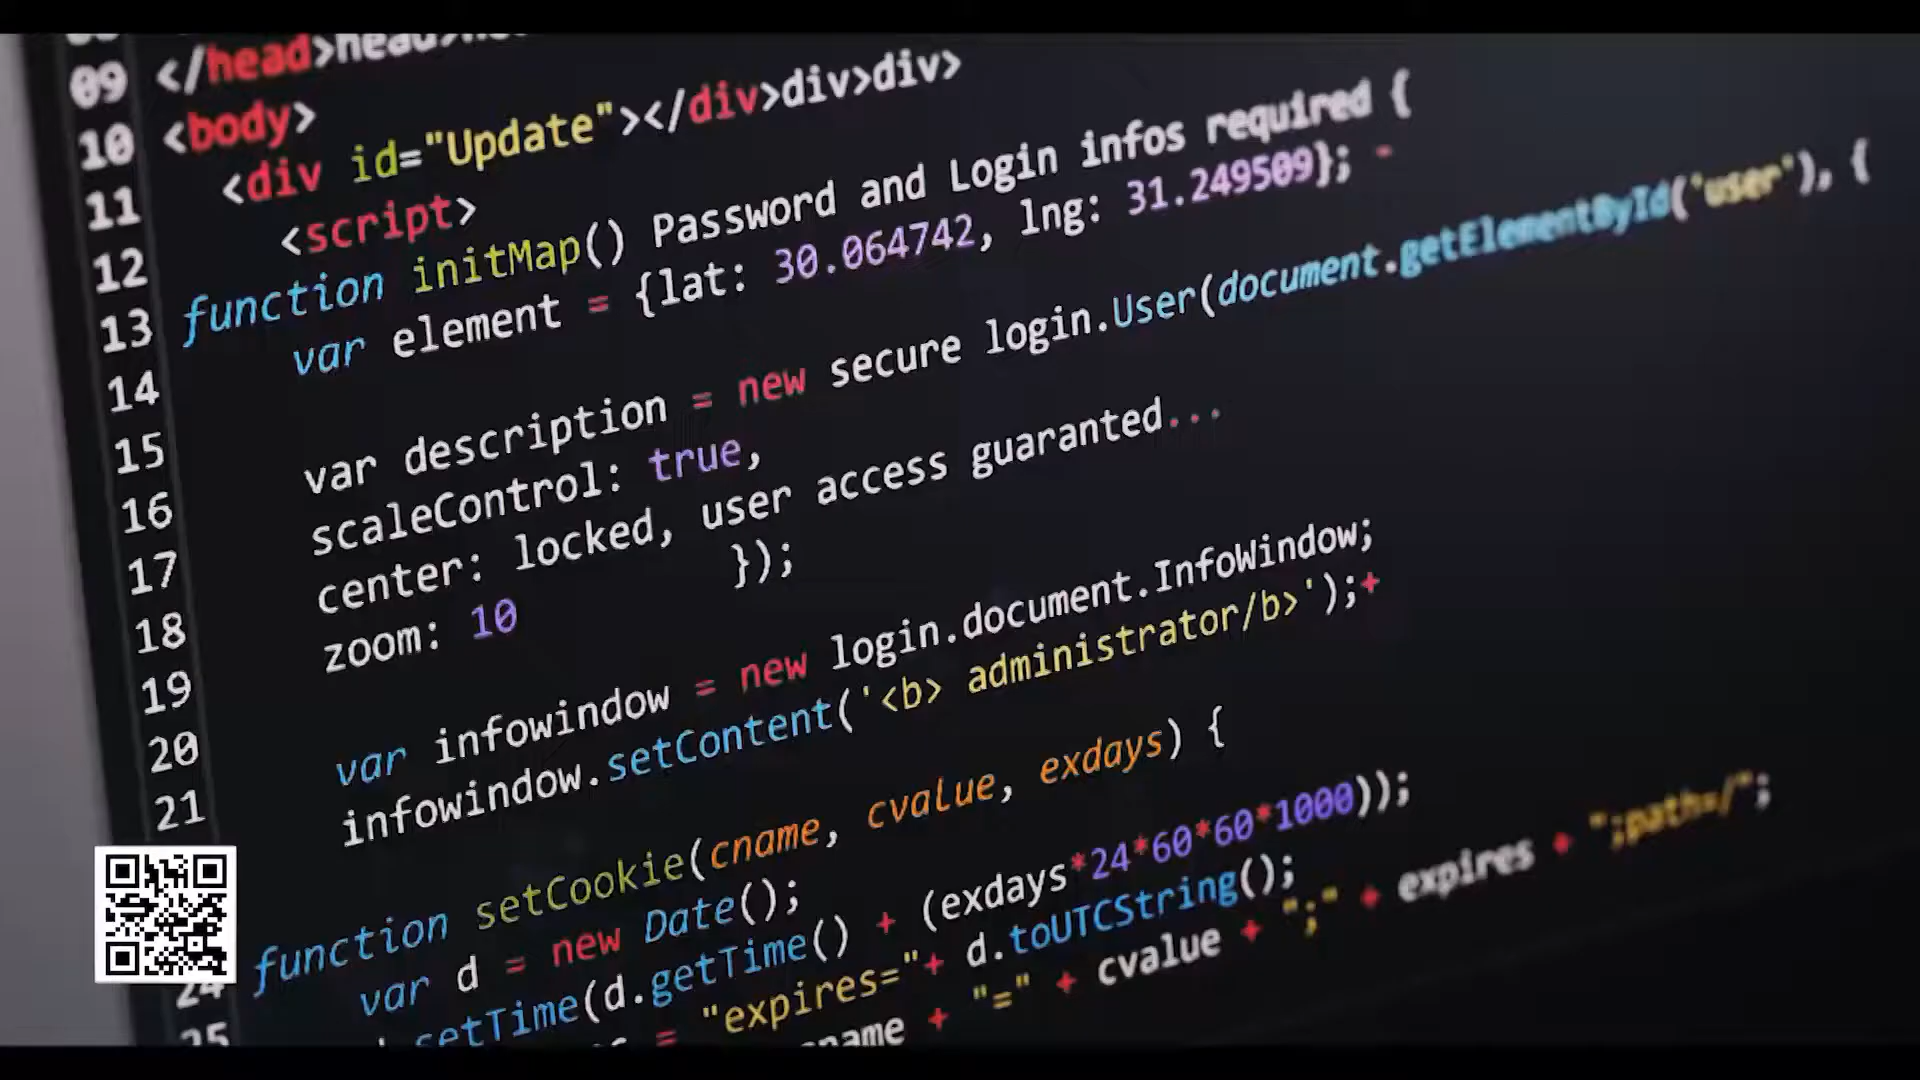 09 </head>head>
10 <body>
11 <div id="Update"></div>div>div>
12 <script>
13 function initMap() Password and Login infos required {
14 var element = {lat: 30.064742, lng: 31.249509}; -
15 var description = new secure login.User(document.getElementById('user'), {
16 scaleControl: true,
17 center: locked, user access guaranted...
18 zoom: 10 });
19
20 var infowindow = new login.document.InfoWindow;
21 infowindow.setContent('<b> administrator/b>');+
function setCookie(cname, cvalue, exdays) {
24 var d = new Date();
25 setTime(d.getTime() + (exdays*24*60*60*1000));
= "expires="+ d.toUTCString();
+ "=" + cvalue + ";" + expires + ";path=/";